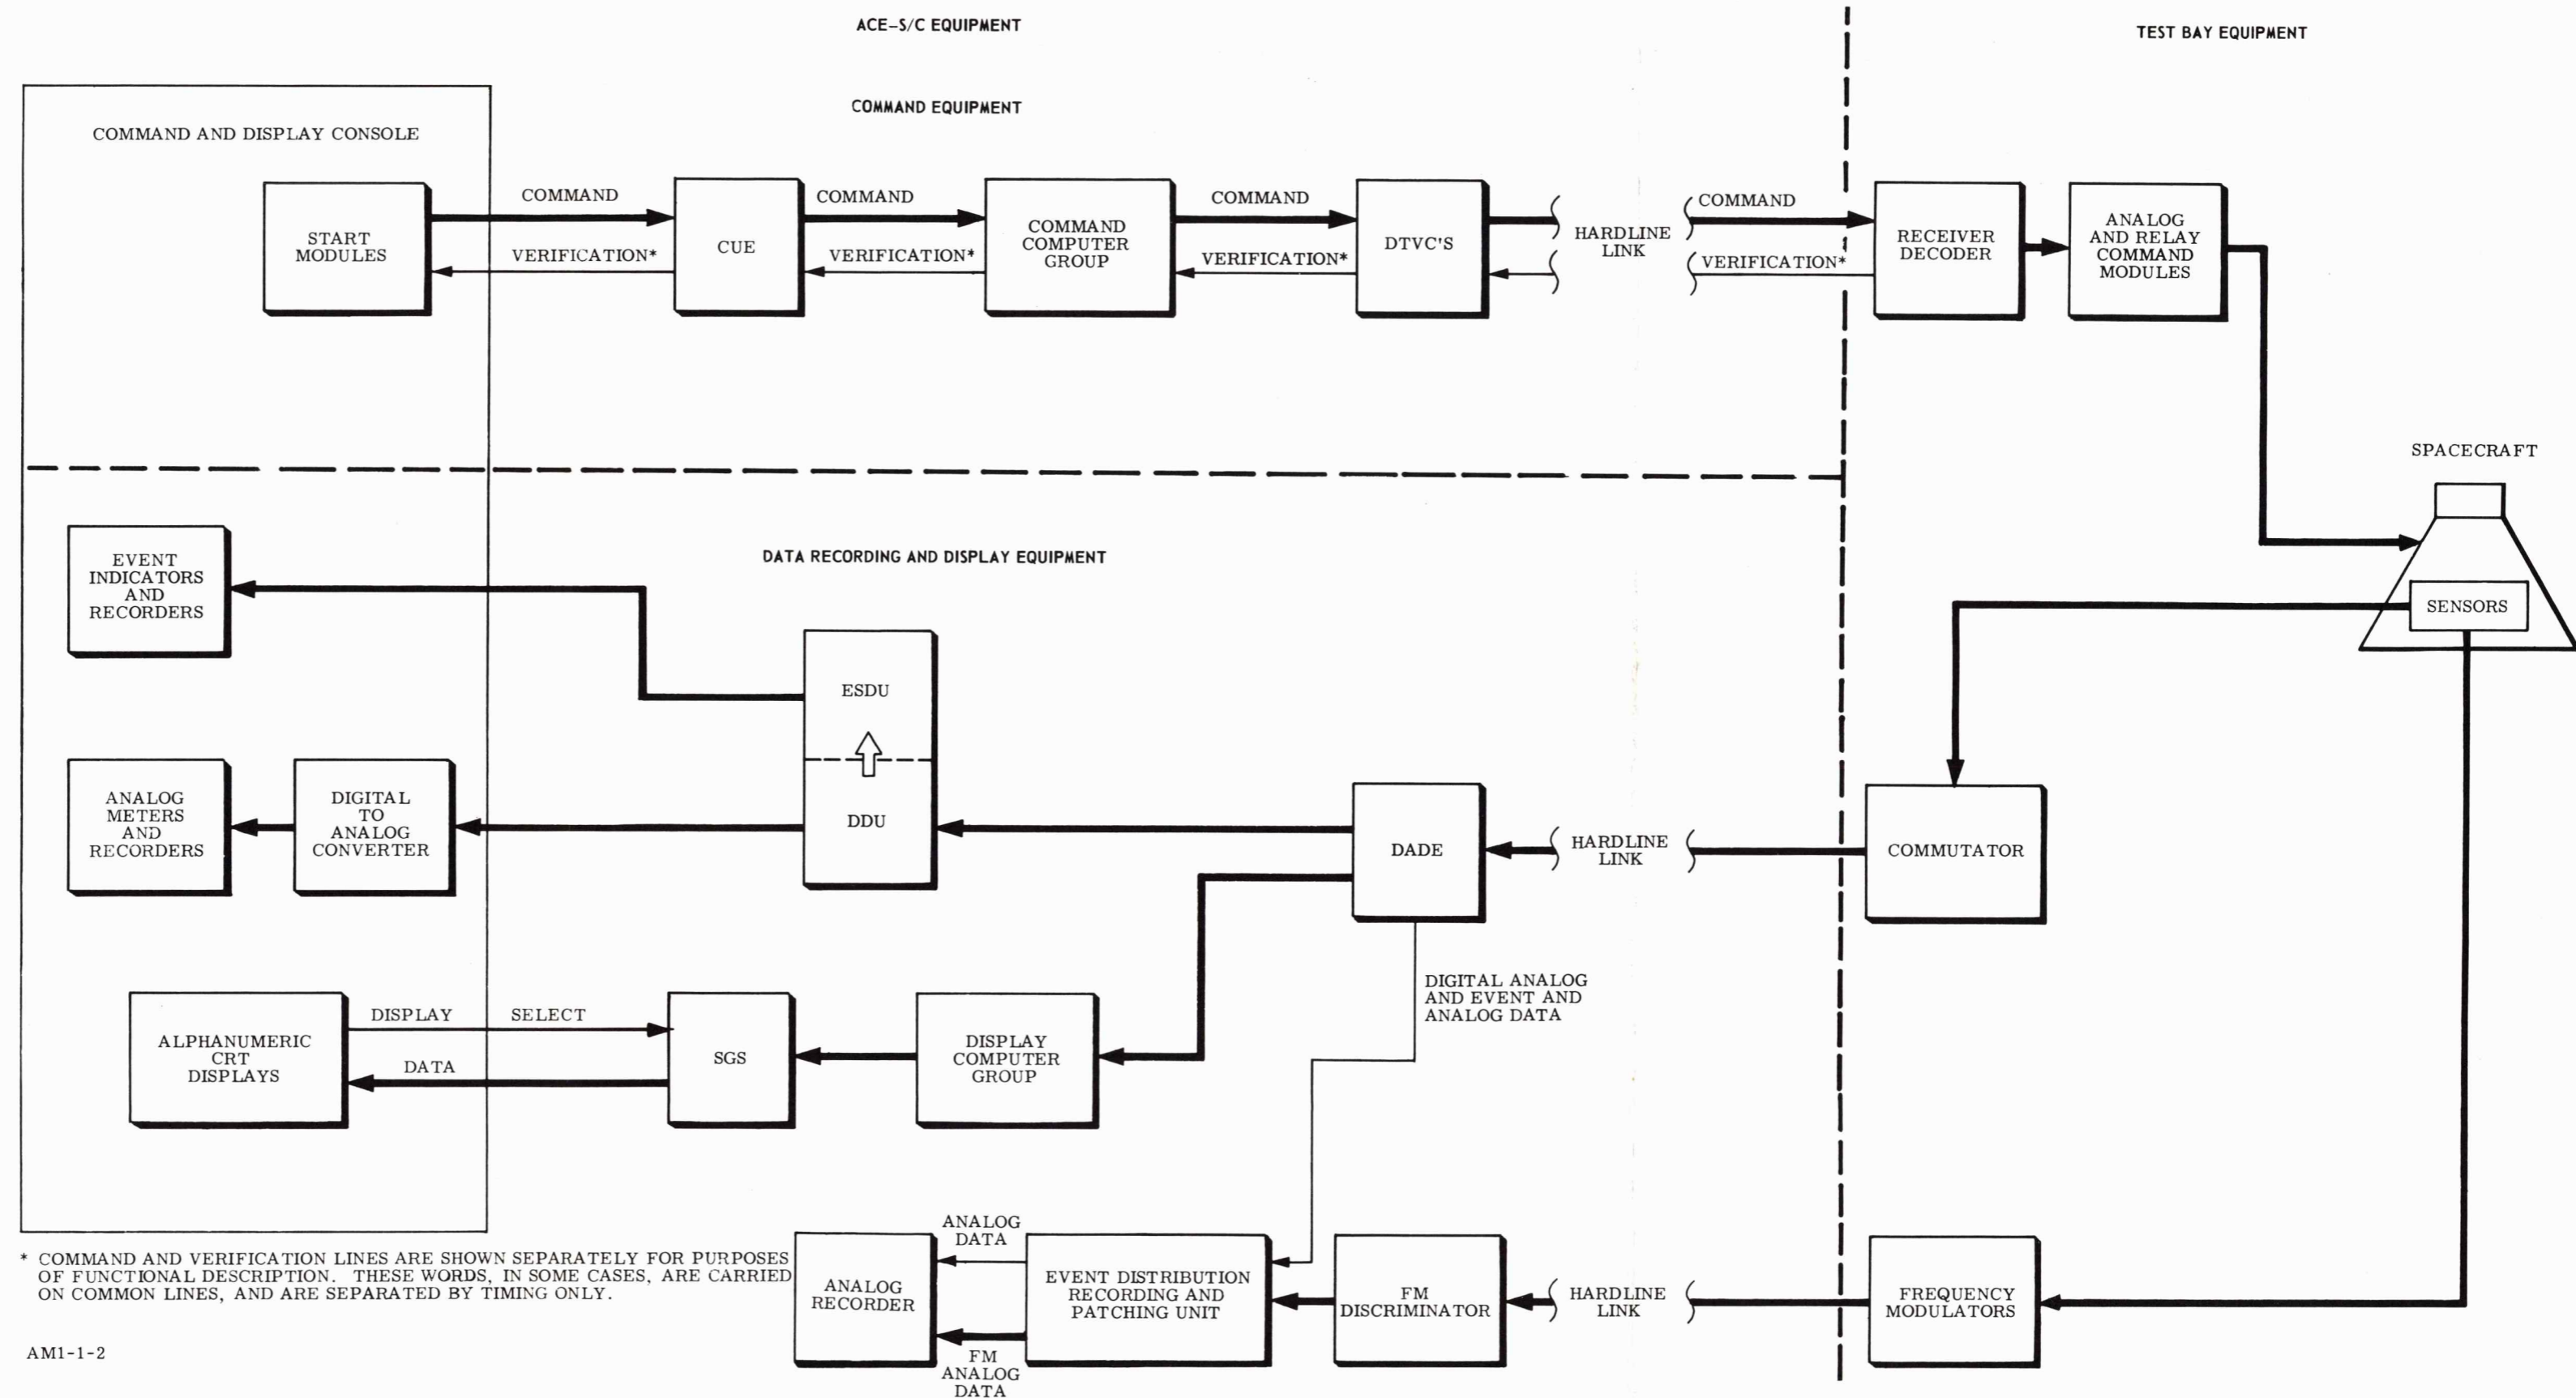 ACE-S/C EQUIPMENT
TEST BAY EQUIPMENT
COMMAND EQUIPMENT
COMMAND AND DISPLAY CONSOLE
START
MODULES
COMMAND
VERIFICATION*
CUE
COMMAND
VERIFICATION*
COMMAND
COMPUTER
GROUP
COMMAND
VERIFICATION*
DTVC'S
HARDLINE
LINK
COMMAND
VERIFICATION*
RECEIVER
DECODER
ANALOG
AND RELAY
COMMAND
MODULES
SPACECRAFT
SENSORS
DATA RECORDING AND DISPLAY EQUIPMENT
EVENT
INDICATORS
AND
RECORDERS
ESDU
DDU
ANALOG
METERS
AND
RECORDERS
DIGITAL
TO
ANALOG
CONVERTER
DADE
HARDLINE
LINK
COMMUTATOR
DIGITAL ANALOG
AND EVENT AND
ANALOG DATA
ALPHANUMERIC
CRT
DISPLAYS
DISPLAY SELECT
DATA
SGS
DISPLAY
COMPUTER
GROUP
ANALOG
DATA
ANALOG
RECORDER
FM
ANALOG
DATA
EVENT DISTRIBUTION
RECORDING AND
PATCHING UNIT
FM
DISCRIMINATOR
HARDLINE
LINK
FREQUENCY
MODULATORS
* COMMAND AND VERIFICATION LINES ARE SHOWN SEPARATELY FOR PURPOSES
OF FUNCTIONAL DESCRIPTION. THESE WORDS, IN SOME CASES, ARE CARRIED
ON COMMON LINES, AND ARE SEPARATED BY TIMING ONLY.
AM1-1-2